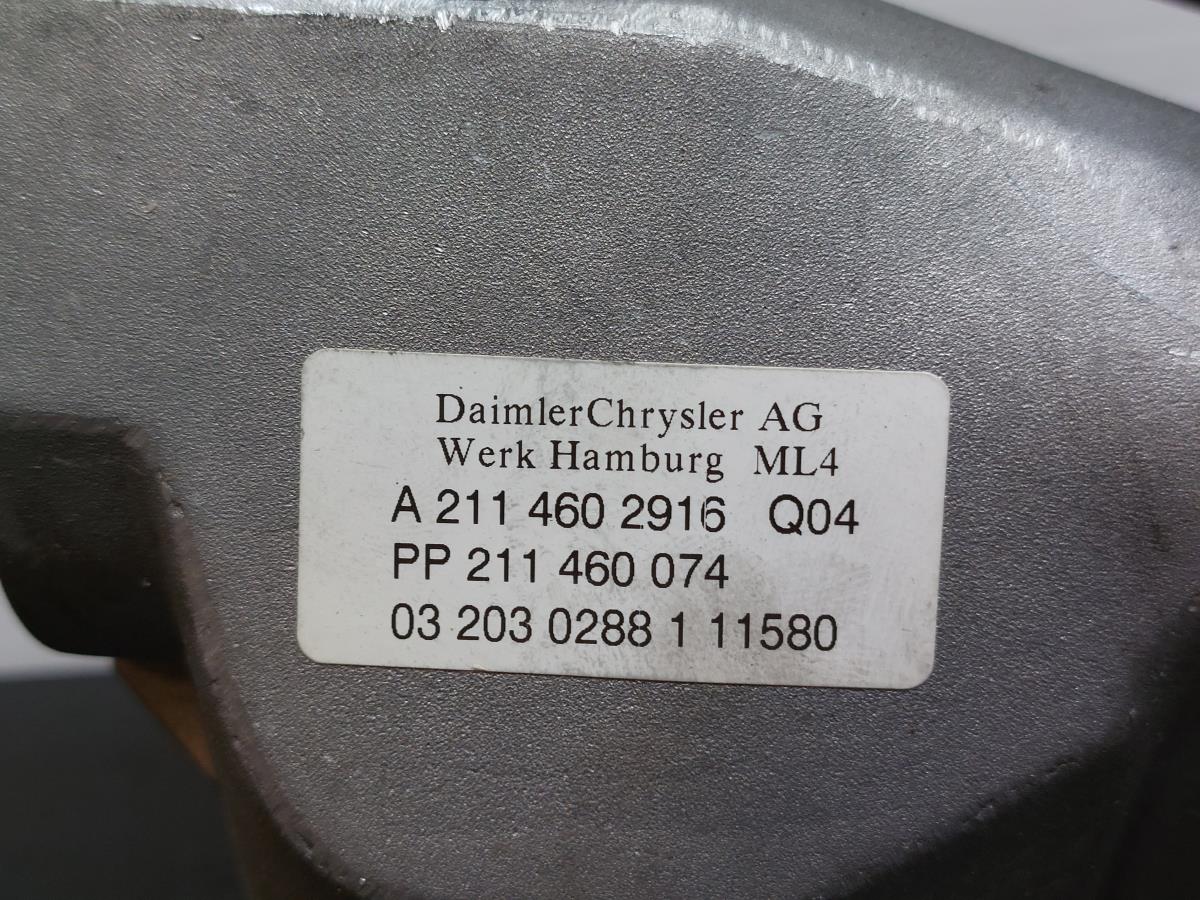 DaimlerChrysler AG
Werk Hamburg ML4
A 211 460 2916 Q04
PP 211 460 074
03 203 0288 1 11580